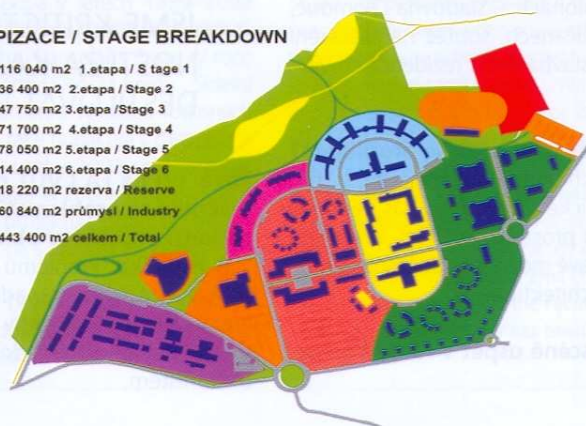 PIZACE / STAGE BREAKDOWN
116 040 m2 1.etapa / S tage 1
36 400 m2 2.etapa / Stage 2
47 750 m2 3.etapa /Stage 3
71 700 m2 4.etapa / Stage 4
78 050 m2 5.etapa / Stage 5
14 400 m2 6.etapa / Stage 6
18 220 m2 rezerva / Reserve
60 840 m2 průmysl / Industry
443 400 m2 celkem / Total